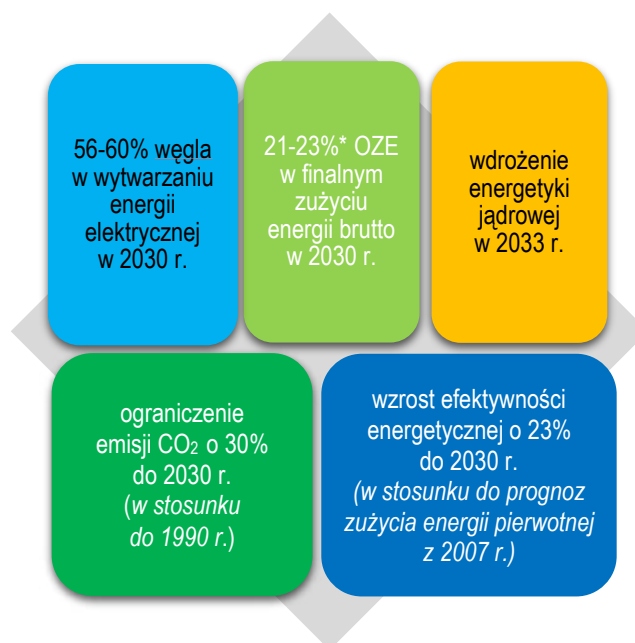 56-60% węgla
w wytwarzaniu
energii
elektrycznej
w 2030 r.
21-23%* OZE
w finalnym
zużyciu
energii brutto
w 2030 r.
wdrożenie
energetyki
jądrowej
w 2033 r.
ograniczenie
emisji CO₂ o 30%
do 2030 r.
(w stosunku
do 1990 r.)
wzrost efektywności
energetycznej o 23%
do 2030 r.
(w stosunku do prognoz
zużycia energii pierwotnej
z 2007 r.)